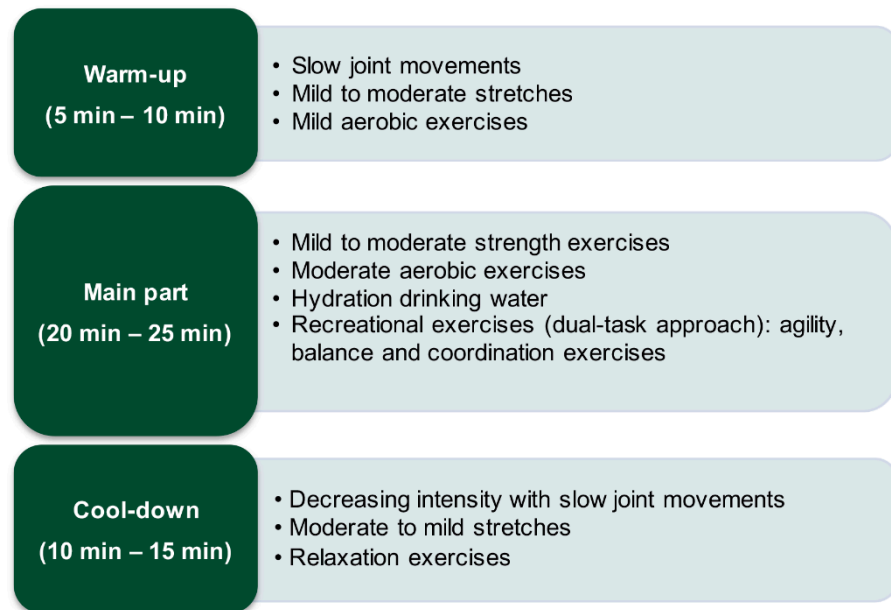 Warm-up
(5 min – 10 min)
• Slow joint movements
• Mild to moderate stretches
• Mild aerobic exercises
Main part
(20 min – 25 min)
• Mild to moderate strength exercises
• Moderate aerobic exercises
• Hydration drinking water
• Recreational exercises (dual-task approach): agility,
balance and coordination exercises
Cool-down
(10 min – 15 min)
• Decreasing intensity with slow joint movements
• Moderate to mild stretches
• Relaxation exercises